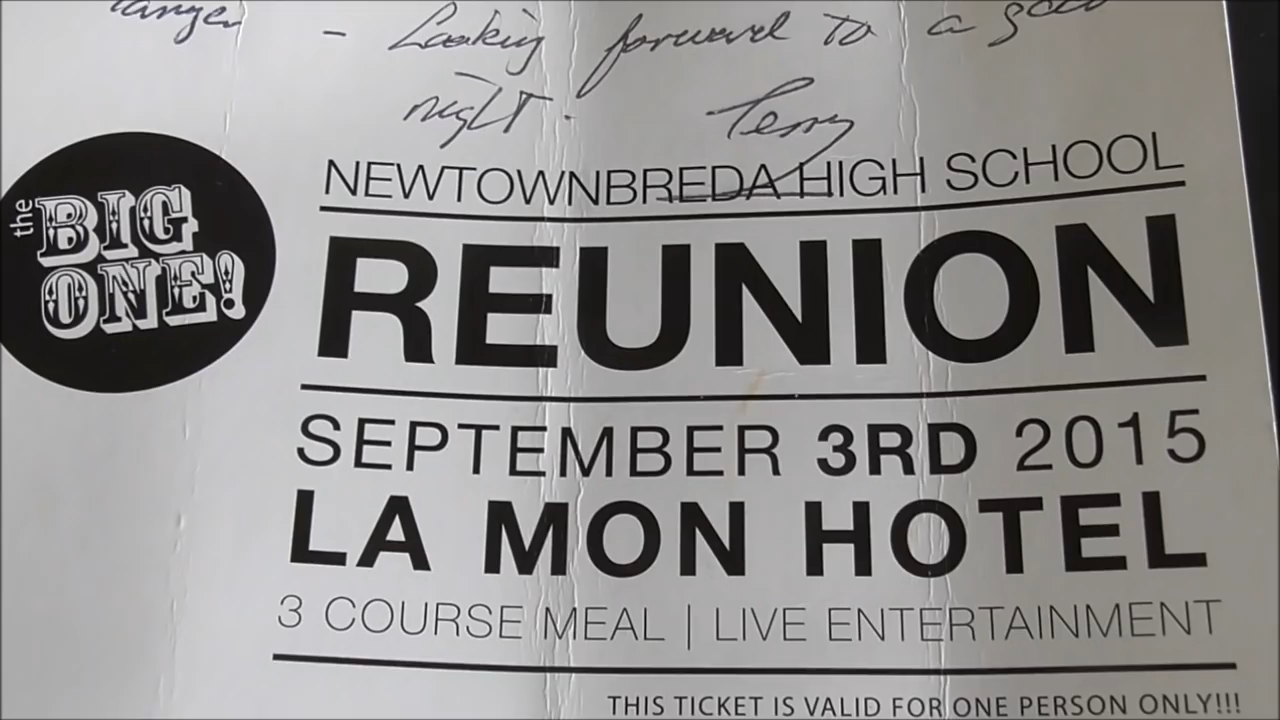 - Looking forward to a
night. Terry
the
BIG
ONE!
NEWTOWNBREDA HIGH SCHOOL
REUNION
SEPTEMBER 3RD 2015
LA MON HOTEL
3 COURSE MEAL | LIVE ENTERTAINMENT
THIS TICKET IS VALID FOR ONE PERSON ONLY!!!